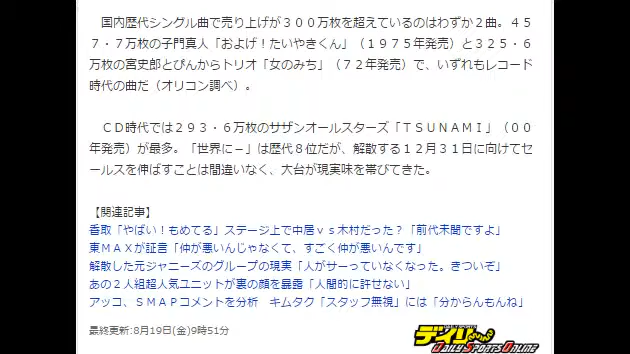 国内歴代シングル曲で売り上げが３００万枚を超えているのはわずか２曲。４５
７・７万枚の子門真人「およげ！たいやきくん」（１９７５年発売）と３２５・６
万枚の宮史郎とぴんからトリオ「女のみち」（７２年発売）で、いずれもレコード
時代の曲だ（オリコン調べ）。
ＣＤ時代では２９３・６万枚のサザンオールスターズ「ＴＳＵＮＡＭＩ」（００
年発売）が最多。「世界に－」は歴代８位だが、解散する１２月３１日に向けてセ
ールスを伸ばすことは間違いなく、大台が現実味を帯びてきた。
【関連記事】
香取「やばい！もめてる」ステージ上で中居ｖｓ木村だった？「前代未聞ですよ」
東ＭＡＸが証言「仲が悪いんじゃなくて、すごく仲が悪いんです」
解散した元ジャニーズのグループの現実「人がサーっていなくなった。きついぞ」
あの２人組超人気ユニットが裏の顔を暴露「人間的に許せない」
アッコ、ＳＭＡＰコメントを分析　キムタク「スタッフ無視」には「分からんもんね」
最終更新:8月19日(金)9時51分
デイリー
DAILY SPORTS ONLINE